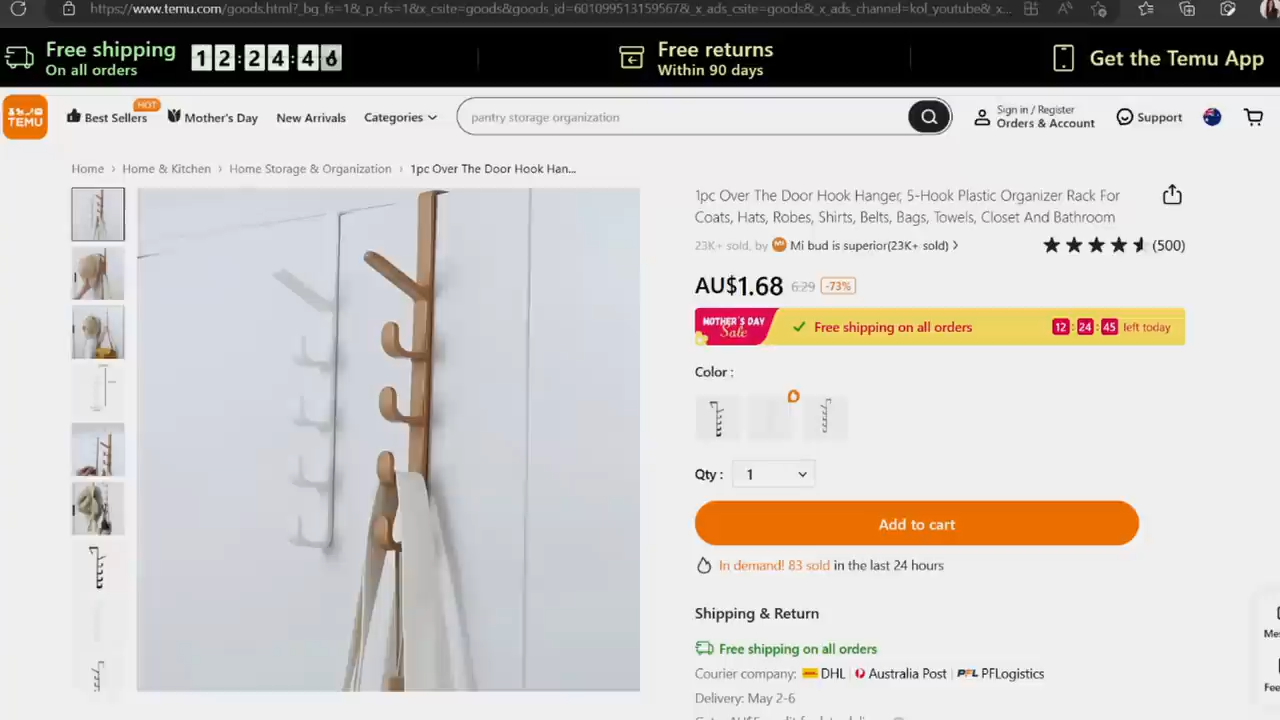 https://www.temu.com/goods.html?_bg_fs=1&_p_rfs=1&x_csite=goods&goods_id=601099513159567&_x_ads_csite=goods&_x_ads_channel=kol_youtube&_x...
Free shipping
On all orders
12:24:46
Free returns
Within 90 days
Get the Temu App
TEMU
Best Sellers
HOT
Mother's Day
New Arrivals
Categories
pantry storage organization
Sign in / Register
Orders & Account
Support
Home › Home & Kitchen › Home Storage & Organization › 1pc Over The Door Hook Han...
1pc Over The Door Hook Hanger, 5-Hook Plastic Organizer Rack For
Coats, Hats, Robes, Shirts, Belts, Bags, Towels, Closet And Bathroom
23K+ sold, by Mi bud is superior(23K+ sold) ›
(500)
AU$1.68 6.29 -73%
MOTHER'S DAY
Sale
Free shipping on all orders
12:24:45 left today
Color :
Qty : 1
Add to cart
In demand! 83 sold in the last 24 hours
Shipping & Return
Free shipping on all orders
Courier company: DHL | Australia Post | PFL PFLogistics
Delivery: May 2-6